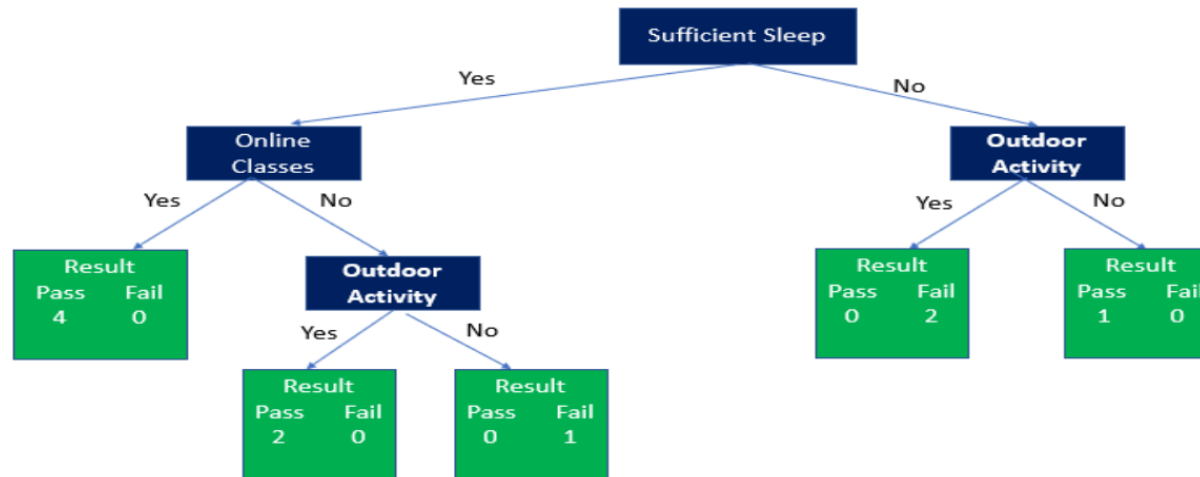 Sufficient Sleep
Yes
No
Online
Classes
Outdoor
Activity
Yes
No
Yes
No
Result
Pass Fail
4 0
Outdoor
Activity
Result
Pass Fail
0 2
Result
Pass Fail
1 0
Yes
No
Result
Pass Fail
2 0
Result
Pass Fail
0 1